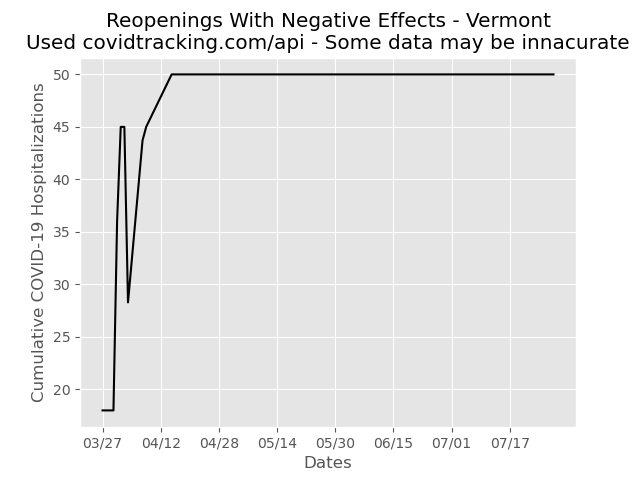 Reopenings With Negative Effects - Vermont
Used covidtracking.com/api - Some data may be innacurate
Cumulative COVID-19 Hospitalizations
50
45
40
35
30
25
20
03/27 04/12 04/28 05/14 05/30 06/15 07/01 07/17
Dates